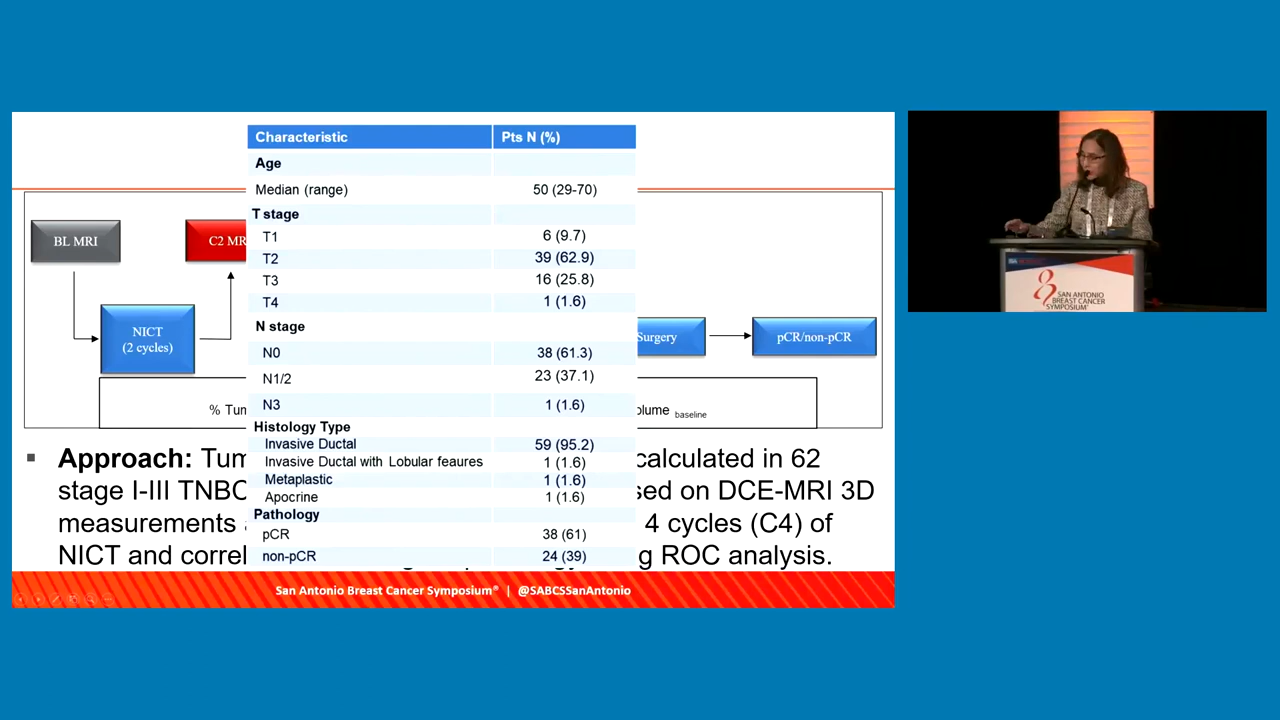 Characteristic Pts N (%)
Age
Median (range) 50 (29-70)
T stage
T1 6 (9.7)
T2 39 (62.9)
T3 16 (25.8)
T4 1 (1.6)
N stage
N0 38 (61.3)
N1/2 23 (37.1)
N3 1 (1.6)
Histology Type
Invasive Ductal 59 (95.2)
Invasive Ductal with Lobular feaures 1 (1.6)
Metaplastic 1 (1.6)
Apocrine 1 (1.6)
Pathology
pCR 38 (61)
non-pCR 24 (39)
BL MRI
C2 MR
NICT
(2 cycles)
Surgery
pCR/non-pCR
% Tum
olume baseline
▪ Approach: Tum calculated in 62
stage I-III TNBC sed on DCE-MRI 3D
measurements 4 cycles (C4) of
NICT and correl g ROC analysis.
San Antonio Breast Cancer Symposium® | @SABCSSanAntonio
SAN ANTONIO
BREAST CANCER
SYMPOSIUM®